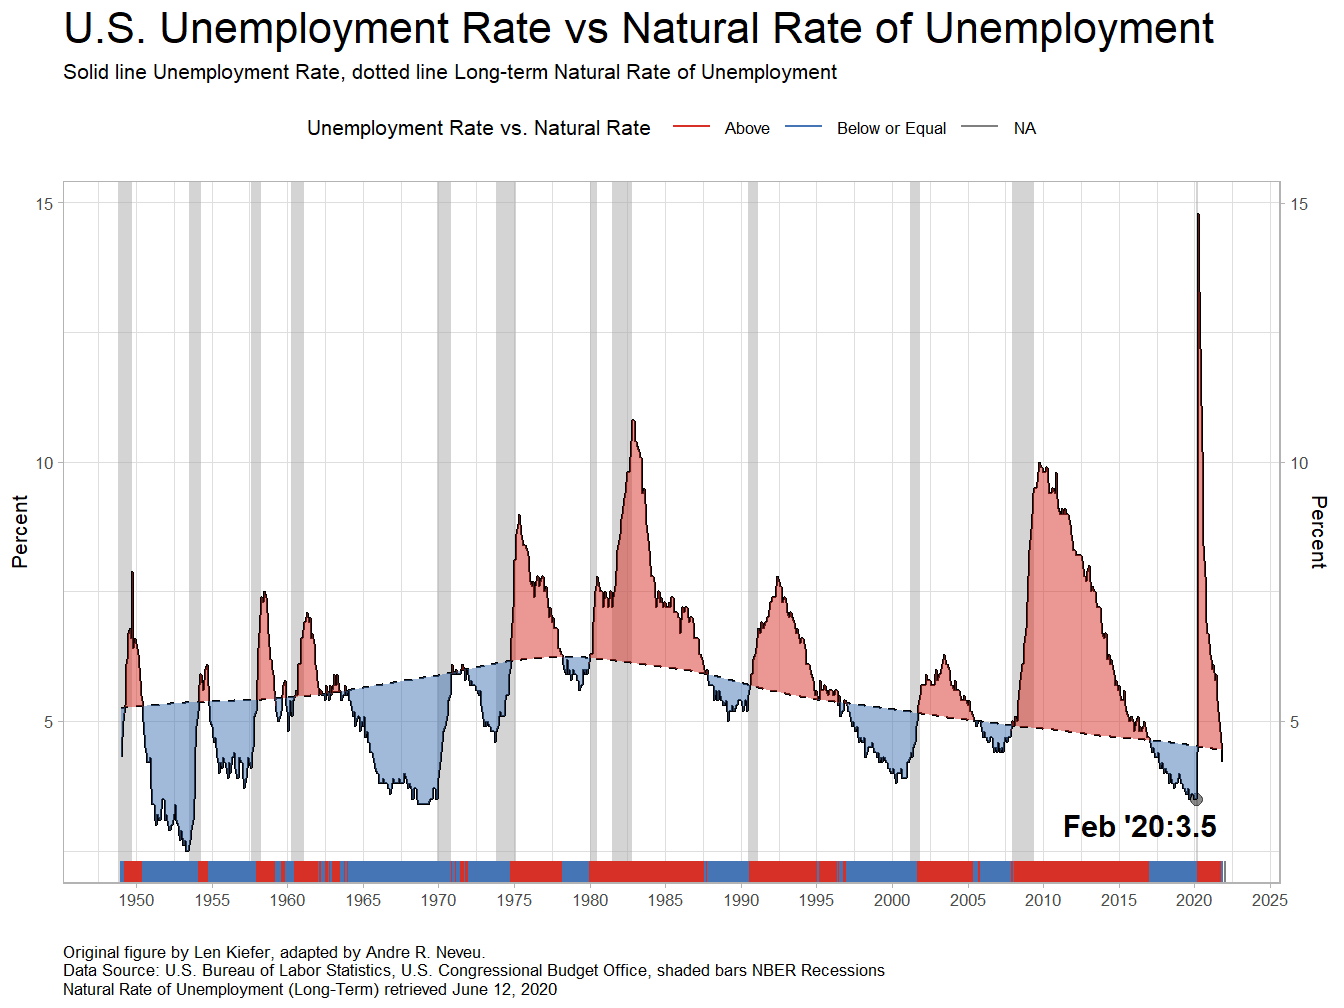 U.S. Unemployment Rate vs Natural Rate of Unemployment
Solid line Unemployment Rate, dotted line Long-term Natural Rate of Unemployment
Unemployment Rate vs. Natural Rate Above Below or Equal NA
15 15
10 10
Percent Percent
5 5
Feb '20:3.5
1950 1955 1960 1965 1970 1975 1980 1985 1990 1995 2000 2005 2010 2015 2020 2025
Original figure by Len Kiefer, adapted by Andre R. Neveu.
Data Source: U.S. Bureau of Labor Statistics, U.S. Congressional Budget Office, shaded bars NBER Recessions
Natural Rate of Unemployment (Long-Term) retrieved June 12, 2020